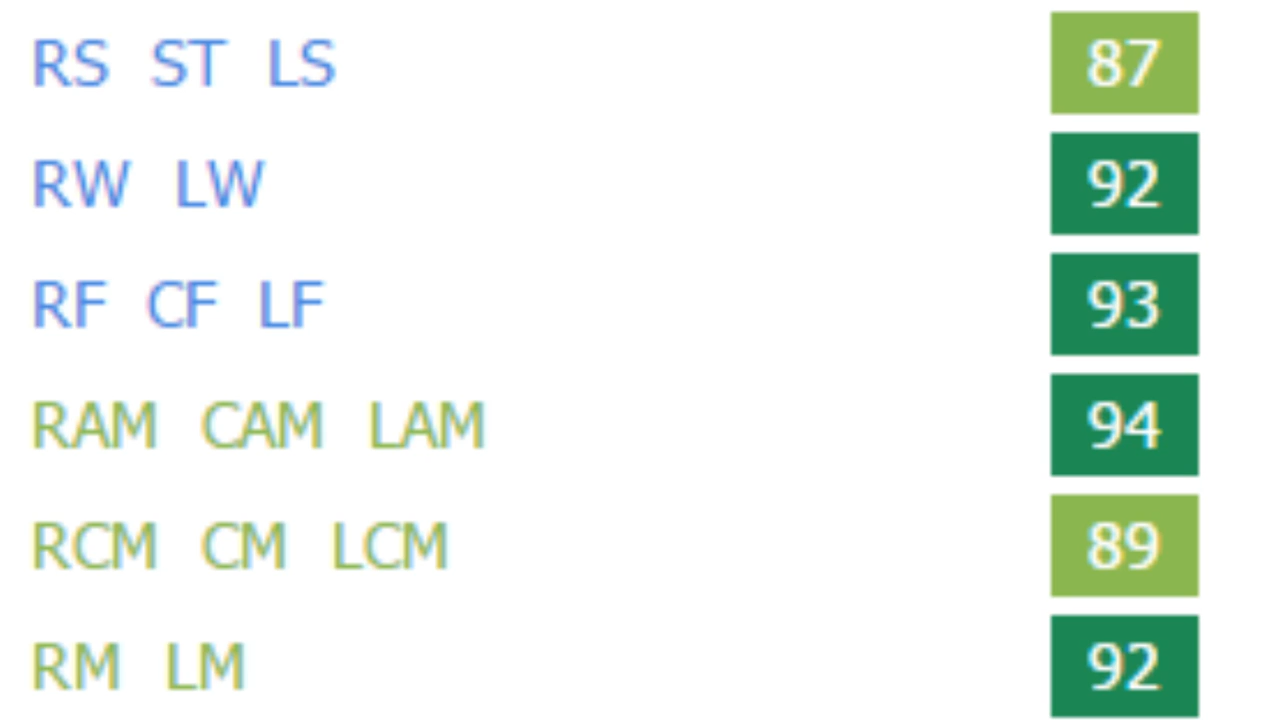 RS ST LS 87
RW LW 92
RF CF LF 93
RAM CAM LAM 94
RCM CM LCM 89
RM LM 92